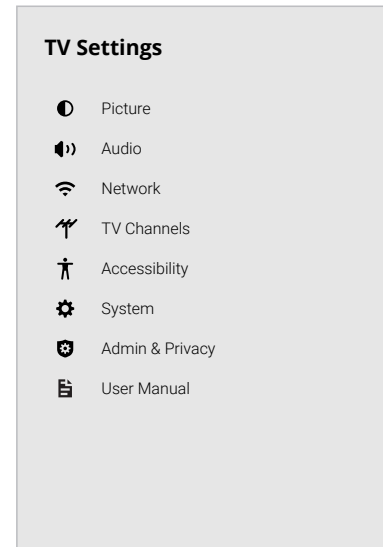 TV Settings
Picture
Audio
Network
TV Channels
Accessibility
System
Admin & Privacy
User Manual